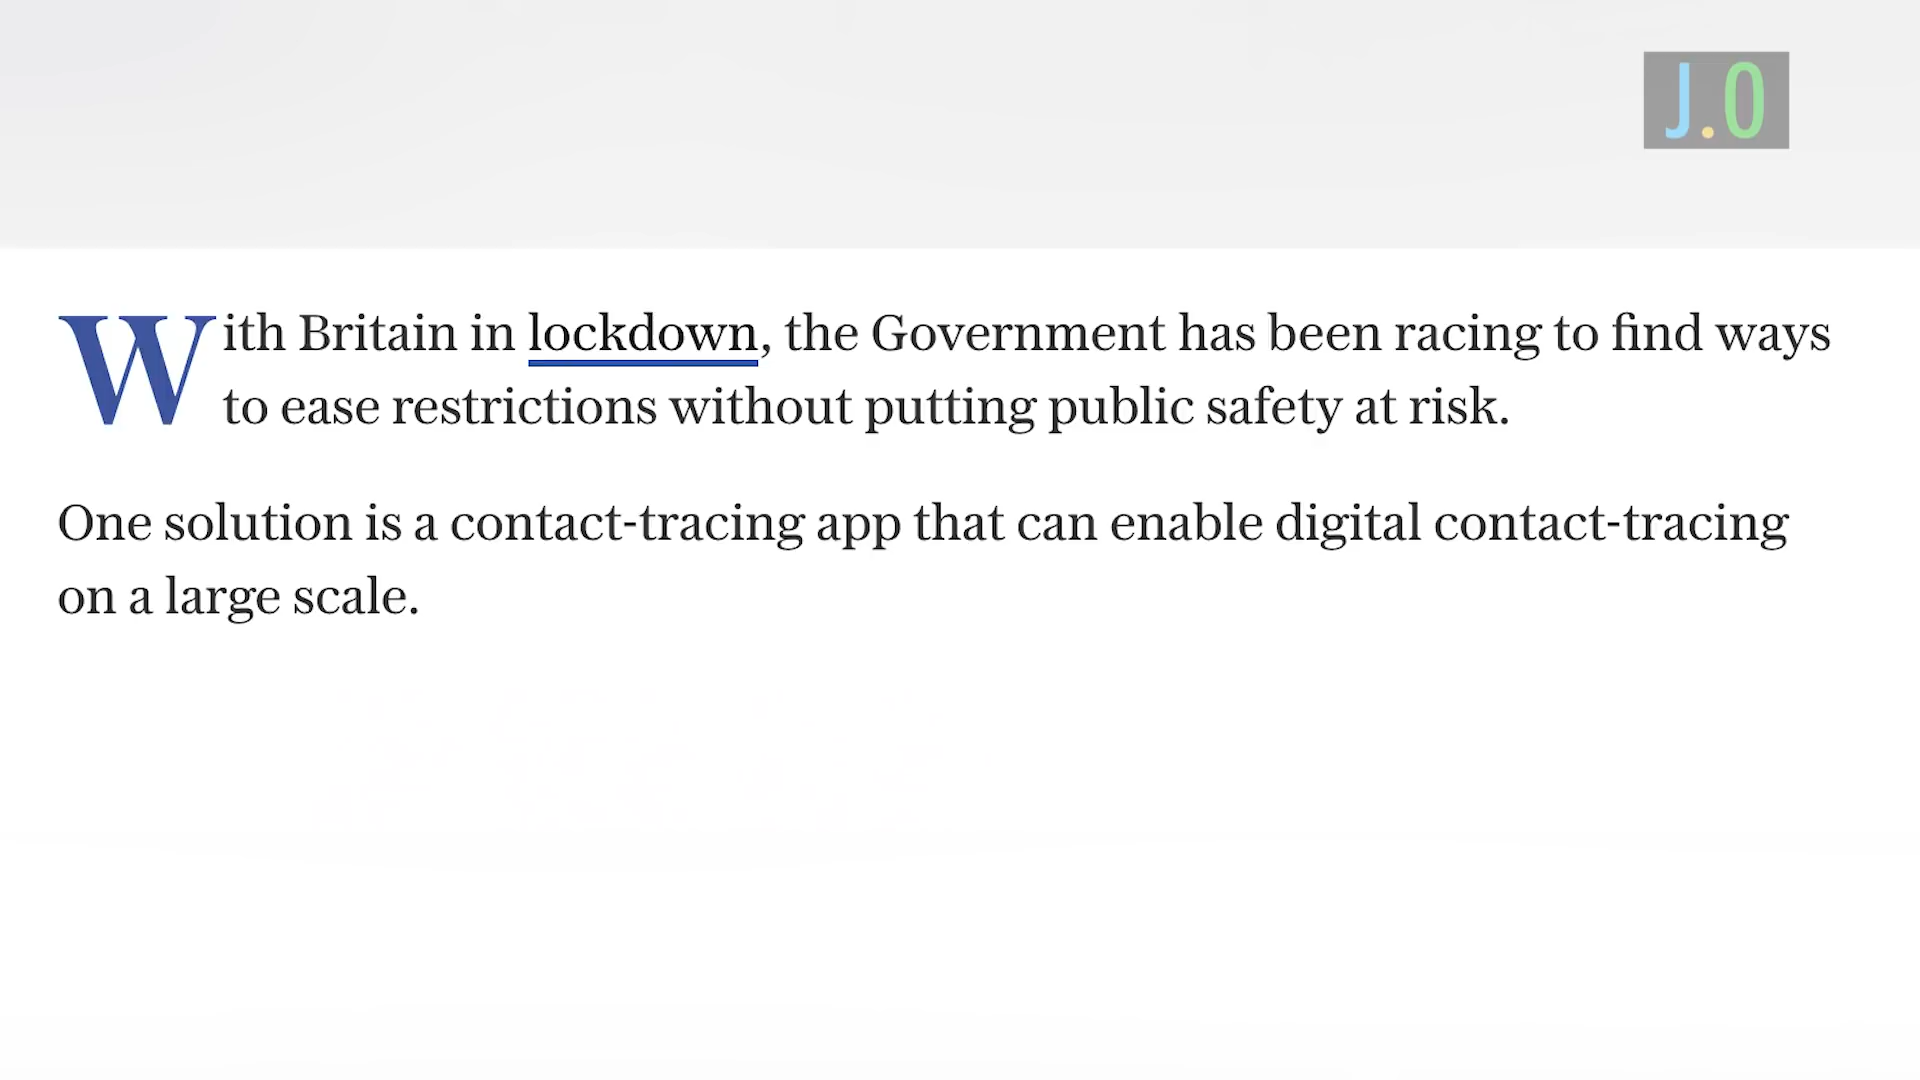 J.O
With Britain in lockdown, the Government has been racing to find ways
to ease restrictions without putting public safety at risk.
One solution is a contact-tracing app that can enable digital contact-tracing
on a large scale.